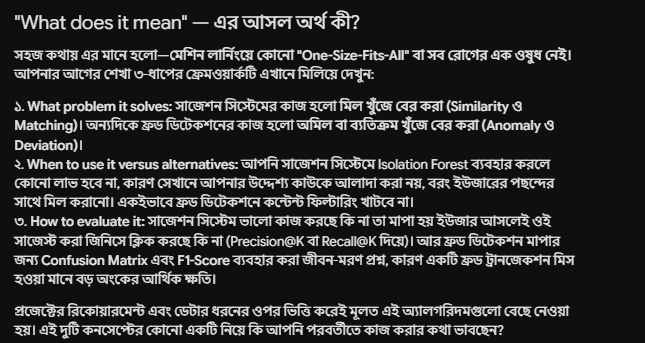 "What does it mean" — এর আসল অর্থ কী?
সহজ কথায় এর মানে হলো—মেশিন লার্নিংয়ে কোনো "One-Size-Fits-All" বা সব রোগের এক ওষুধ নেই।
আপনার আগের শেখা ৩-ধাপের ফ্রেমওয়ার্কটি এখানে মিলিয়ে দেখুন:
১. What problem it solves: সাজেশন সিস্টেমের কাজ হলো মিল খুঁজে বের করা (Similarity ও
Matching)। অন্যদিকে ফ্রড ডিটেকশনের কাজ হলো অমিল বা ব্যতিক্রম খুঁজে বের করা (Anomaly ও
Deviation)।
২. When to use it versus alternatives: আপনি সাজেশন সিস্টেমে Isolation Forest ব্যবহার করলে
কোনো লাভ হবে না, কারণ সেখানে আপনার উদ্দেশ্য কাউকে আলাদা করা নয়, বরং ইউজারের পছন্দের
সাথে মিল করানো। একইভাবে ফ্রড ডিটেকশনে কন্টেন্ট ফিল্টারিং খাটবে না।
৩. How to evaluate it: সাজেশন সিস্টেম ভালো কাজ করছে কি না তা মাপা হয় ইউজার আসলেই ওই
সাজেস্ট করা জিনিসে ক্লিক করছে কি না (Precision@K বা Recall@K দিয়ে)। আর ফ্রড ডিটেকশন মাপার
জন্য Confusion Matrix এবং F1-Score ব্যবহার করা জীবন-মরণ প্রশ্ন, কারণ একটি ফ্রড ট্রানজেকশন মিস
হওয়া মানে বড় অংকের আর্থিক ক্ষতি।
প্রজেক্টের রিকোয়ারমেন্ট এবং ডেটার ধরনের ওপর ভিত্তি করেই মূলত এই অ্যালগরিদমগুলো বেছে নেওয়া
হয়। এই দুটি কনসেপ্টের কোনো একটি নিয়ে কি আপনি পরবর্তীতে কাজ করার কথা ভাবছেন?